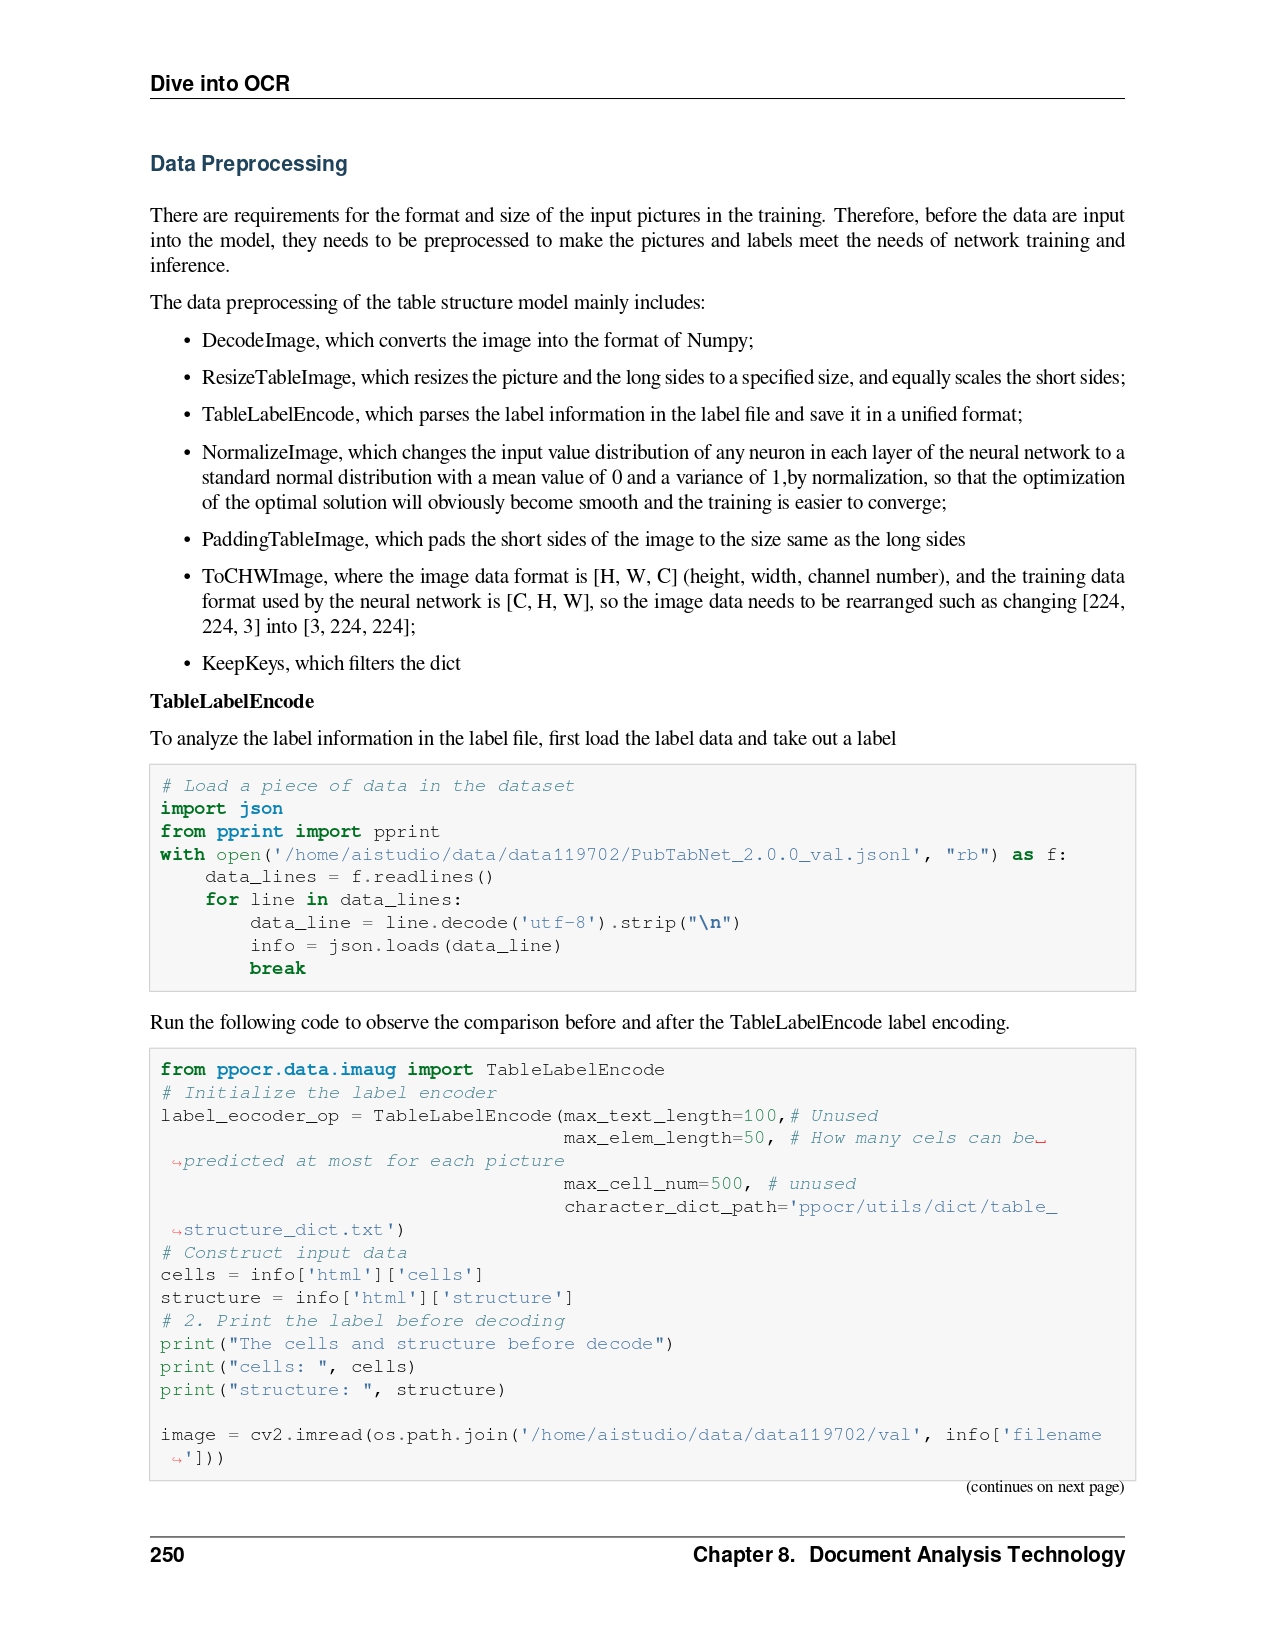 Dive into OCR
Data Preprocessing
There are requirements for the format and size of the input pictures in the training. Therefore, before the data are input
into the model, they needs to be preprocessed to make the pictures and labels meet the needs of network training and
inference.
The data preprocessing of the table structure model mainly includes:
• DecodeImage, which converts the image into the format of Numpy;
• ResizeTableImage, which resizes the picture and the long sides to a specified size, and equally scales the short sides;
• TableLabelEncode, which parses the label information in the label file and save it in a unified format;
• NormalizeImage, which changes the input value distribution of any neuron in each layer of the neural network to a
standard normal distribution with a mean value of 0 and a variance of 1,by normalization, so that the optimization
of the optimal solution will obviously become smooth and the training is easier to converge;
• PaddingTableImage, which pads the short sides of the image to the size same as the long sides
• ToCHWImage, where the image data format is [H, W, C] (height, width, channel number), and the training data
format used by the neural network is [C, H, W], so the image data needs to be rearranged such as changing [224,
224, 3] into [3, 224, 224];
• KeepKeys, which filters the dict
TableLabelEncode
To analyze the label information in the label file, first load the label data and take out a label
# Load a piece of data in the dataset
import json
from pprint import pprint
with open('/home/aistudio/data/data119702/PubTabNet_2.0.0_val.jsonl', "rb") as f:
    data_lines = f.readlines()
    for line in data_lines:
        data_line = line.decode('utf-8').strip("\n")
        info = json.loads(data_line)
        break
Run the following code to observe the comparison before and after the TableLabelEncode label encoding.
from ppocr.data.imaug import TableLabelEncode
# Initialize the label encoder
label_eocoder_op = TableLabelEncode(max_text_length=100,# Unused
                                    max_elem_length=50, # How many cels can be␣
 ↪predicted at most for each picture
                                    max_cell_num=500, # unused
                                    character_dict_path='ppocr/utils/dict/table_
 ↪structure_dict.txt')
# Construct input data
cells = info['html']['cells']
structure = info['html']['structure']
# 2. Print the label before decoding
print("The cells and structure before decode")
print("cells: ", cells)
print("structure: ", structure)
image = cv2.imread(os.path.join('/home/aistudio/data/data119702/val', info['filename
 ↪']))
(continues on next page)
250 Chapter 8. Document Analysis Technology